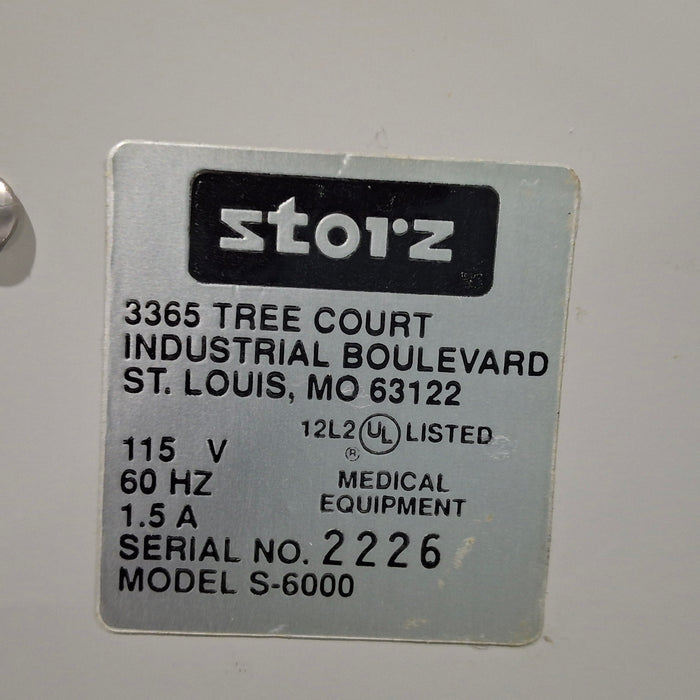 storz
3365 TREE COURT
INDUSTRIAL BOULEVARD
ST. LOUIS, MO 63122
12L2 UL LISTED
®
115 V
60 HZ
MEDICAL
EQUIPMENT
1.5 A
SERIAL NO. 2226
MODEL S-6000